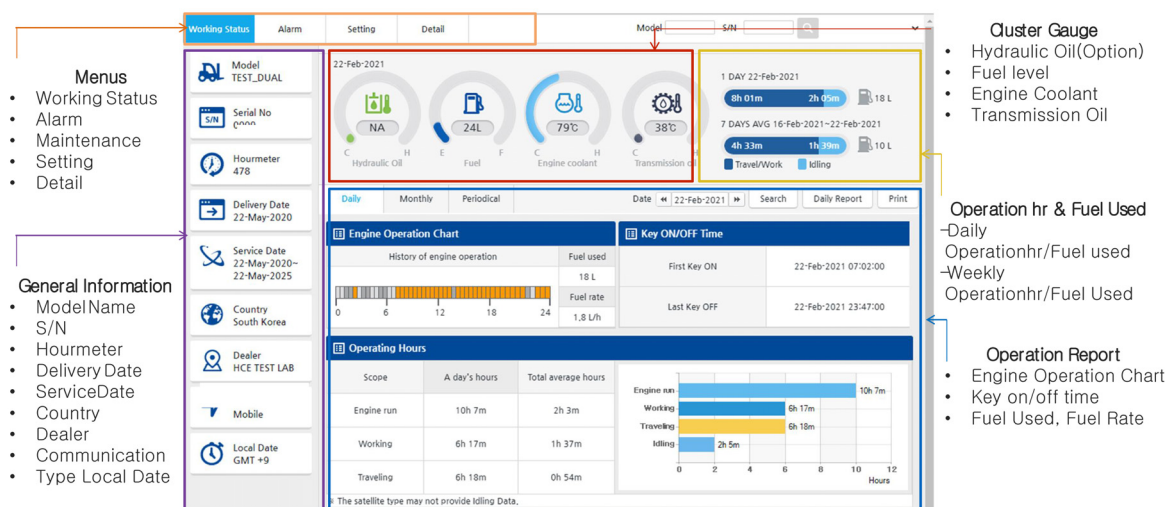 Menus
• Working Status
• Alarm
• Maintenance
• Setting
• Detail
General Information
• Model Name
• S/N
• Hourmeter
• Delivery Date
• ServiceDate
• Country
• Dealer
• Communication
• Type Local Date
Working Status Alarm Setting Detail
Model S/N
Model
TEST_DUAL
Serial No
Hourmeter
478
Delivery Date
22-May-2020
Service Date
22-May-2020~
22-May-2025
Country
South Korea
Dealer
HCE TEST LAB
Mobile
Local Date
GMT +9
22-Feb-2021
NA 24L 79℃ 38℃
C H E F C H C H
Hydraulic Oil Fuel Engine coolant Transmission oil
1 DAY 22-Feb-2021
8h 01m 2h 05m 18 L
7 DAYS AVG 16-Feb-2021~22-Feb-2021
4h 33m 1h 39m 10 L
Travel/Work Idling
Daily Monthly Periodical Date 22-Feb-2021 Search Daily Report Print
Engine Operation Chart
History of engine operation Fuel used
18 L
Fuel rate
1,8 L/h
0 6 12 18 24
Key ON/OFF Time
First Key ON 22-Feb-2021 07:02:00
Last Key OFF 22-Feb-2021 23:47:00
Operating Hours
Scope A day's hours Total average hours
Engine run 10h 7m 2h 3m
Working 6h 17m 1h 37m
Traveling 6h 18m 0h 54m
Engine run 10h 7m
Working 6h 17m
Traveling 6h 18m
Idling 2h 5m
0 2 4 6 8 10 12
Hours
The satellite type may not provide Idling Data.
Cluster Gauge
• Hydraulic Oil(Option)
• Fuel level
• Engine Coolant
• Transmission Oil
Operation hr & Fuel Used
-Daily
Operationhr/Fuel used
-Weekly
Operationhr/Fuel Used
Operation Report
• Engine Operation Chart
• Key on/off time
• Fuel Used, Fuel Rate